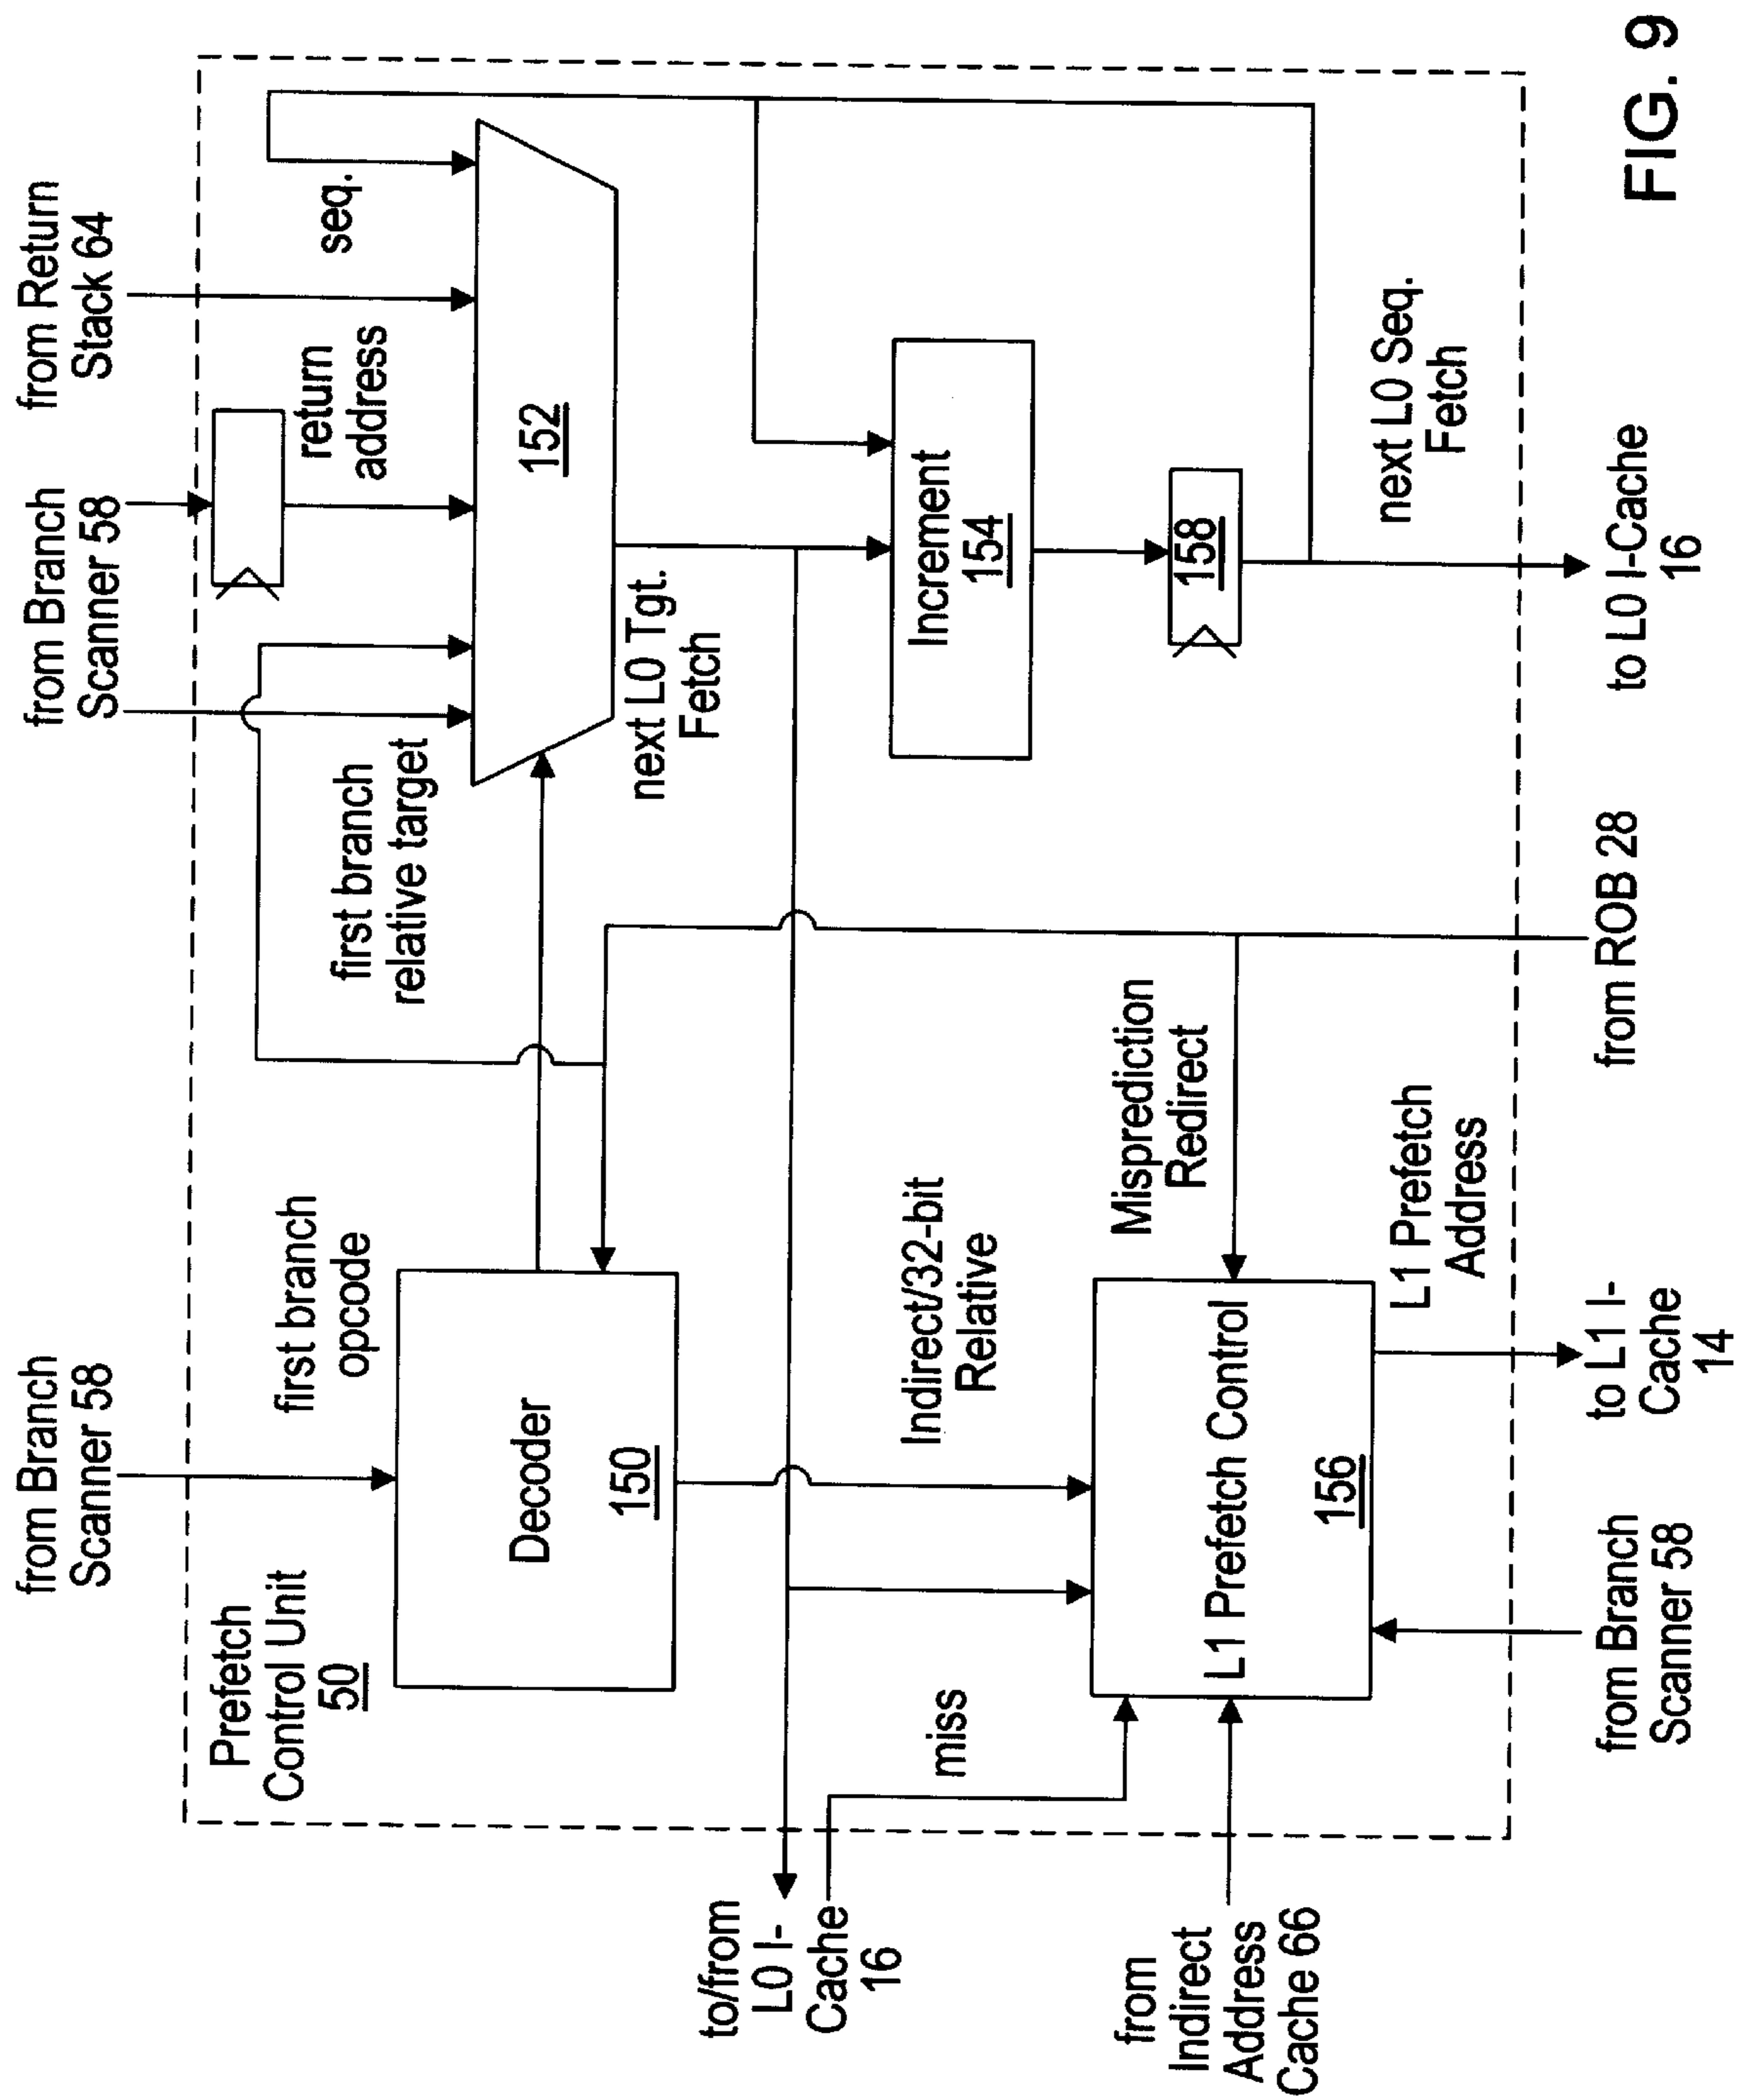 from Branch
Scanner 58
from Branch
Scanner 58
from Return
Stack 64
Prefetch
Control Unit
50
first branch
opcode
first branch
relative target
return
address
seq.
Decoder
150
152
next L0 Tgt.
Fetch
to/from
L0 I-
Cache
16
miss
Indirect/32-bit
Relative
Misprediction
Redirect
Increment
154
158
L1 Prefetch Control
156
from
Indirect
Address
Cache 66
L1 Prefetch
Address
next L0 Seq.
Fetch
from Branch
Scanner 58
to L1 I-
Cache
14
from ROB 28
to L0 I-Cache
16
FIG. 9